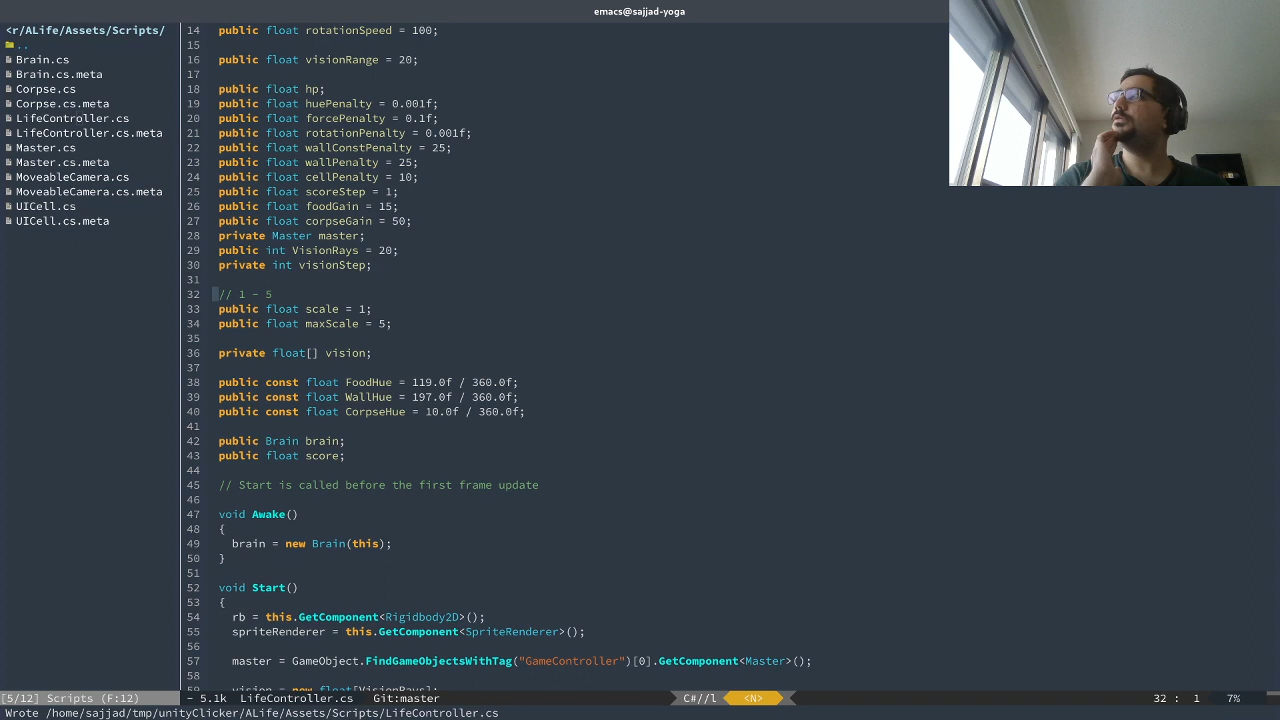 emacs@sajjad-yoga
<r/ALife/Assets/Scripts/
..
Brain.cs
Brain.cs.meta
Corpse.cs
Corpse.cs.meta
LifeController.cs
LifeController.cs.meta
Master.cs
Master.cs.meta
MoveableCamera.cs
MoveableCamera.cs.meta
UICell.cs
UICell.cs.meta
14 public float rotationSpeed = 100;
15
16 public float visionRange = 20;
17
18 public float hp;
19 public float huePenalty = 0.001f;
20 public float forcePenalty = 0.1f;
21 public float rotationPenalty = 0.001f;
22 public float wallConstPenalty = 25;
23 public float wallPenalty = 25;
24 public float cellPenalty = 10;
25 public float scoreStep = 1;
26 public float foodGain = 15;
27 public float corpseGain = 50;
28 private Master master;
29 public int VisionRays = 20;
30 private int visionStep;
31
32 // 1 - 5
33 public float scale = 1;
34 public float maxScale = 5;
35
36 private float[] vision;
37
38 public const float FoodHue = 119.0f / 360.0f;
39 public const float WallHue = 197.0f / 360.0f;
40 public const float CorpseHue = 10.0f / 360.0f;
41
42 public Brain brain;
43 public float score;
44
45 // Start is called before the first frame update
46
47 void Awake()
48 {
49 brain = new Brain(this);
50 }
51
52 void Start()
53 {
54 rb = this.GetComponent<Rigidbody2D>();
55 spriteRenderer = this.GetComponent<SpriteRenderer>();
56
57 master = GameObject.FindGameObjectsWithTag("GameController")[0].GetComponent<Master>();
58
59 vision = new float[VisionRays];
[5/12] Scripts (F:12) - 5.1k LifeController.cs Git:master C#//l <N> 32 : 1 7%
Wrote /home/sajjad/tmp/unityClicker/ALife/Assets/Scripts/LifeController.cs